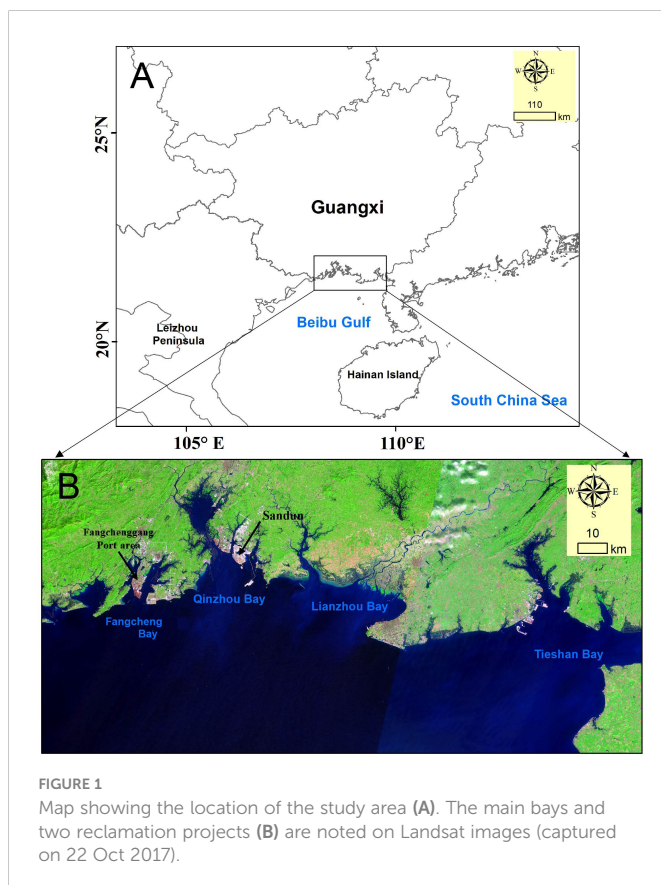 A
N
W E
S
110
km
25°N
Guangxi
Beibu Gulf
Leizhou
Peninsula
20°N
Hainan Island
South China Sea
105° E
110°E
B
N
W E
S
10
km
Sandun
Fangchenggang
Port area
Qinzhou Bay
Lianzhou Bay
Fangcheng
Bay
Tieshan Bay
FIGURE 1
Map showing the location of the study area (A). The main bays and
two reclamation projects (B) are noted on Landsat images (captured
on 22 Oct 2017).